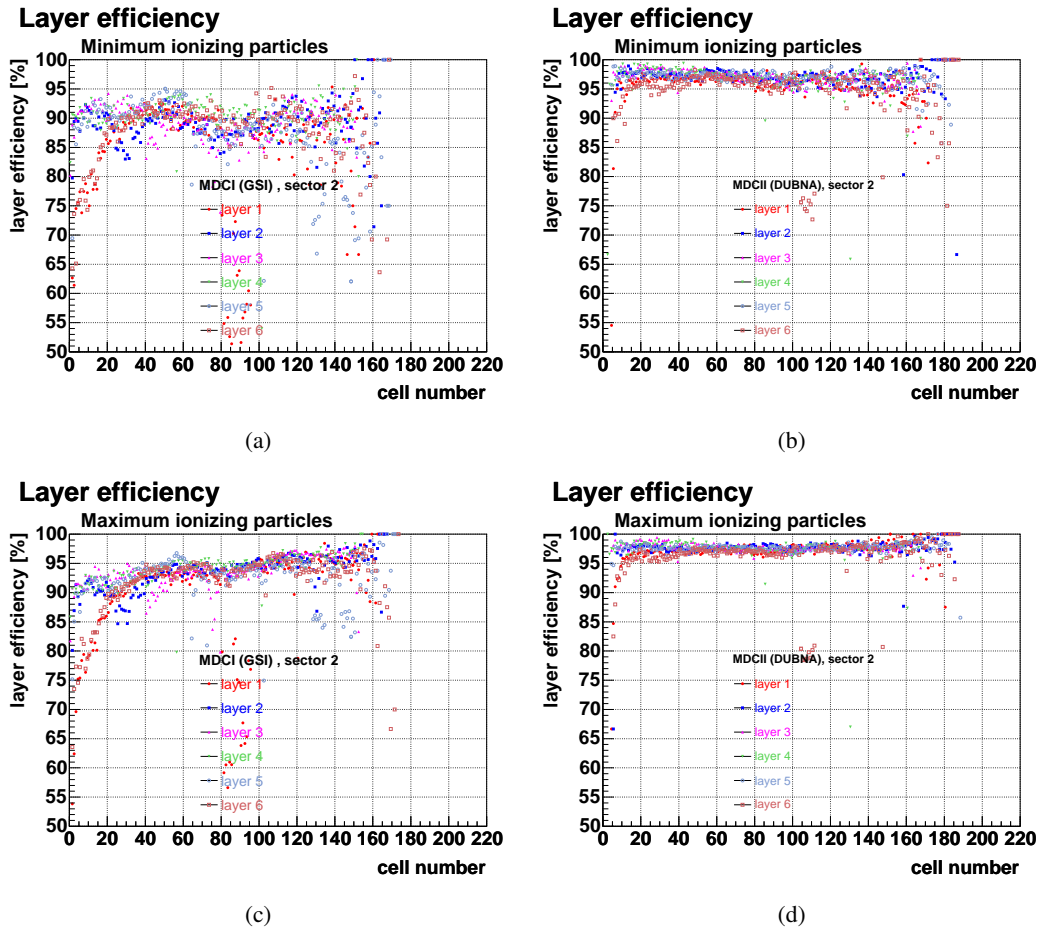 Layer efficiency
Minimum ionizing particles
layer efficiency [%]
100
95
90
85
80
75
70
65
60
55
50
MDCI (GSI) , sector 2
layer 1
layer 2
layer 3
layer 4
layer 5
layer 6
0 20 40 60 80 100 120 140 160 180 200 220
cell number
(a)
Layer efficiency
Minimum ionizing particles
layer efficiency [%]
100
95
90
85
80
75
70
65
60
55
50
MDCII (DUBNA), sector 2
layer 1
layer 2
layer 3
layer 4
layer 5
layer 6
0 20 40 60 80 100 120 140 160 180 200 220
cell number
(b)
Layer efficiency
Maximum ionizing particles
layer efficiency [%]
100
95
90
85
80
75
70
65
60
55
50
MDCI (GSI) , sector 2
layer 1
layer 2
layer 3
layer 4
layer 5
layer 6
0 20 40 60 80 100 120 140 160 180 200 220
cell number
(c)
Layer efficiency
Maximum ionizing particles
layer efficiency [%]
100
95
90
85
80
75
70
65
60
55
50
MDCII (DUBNA), sector 2
layer 1
layer 2
layer 3
layer 4
layer 5
layer 6
0 20 40 60 80 100 120 140 160 180 200 220
cell number
(d)